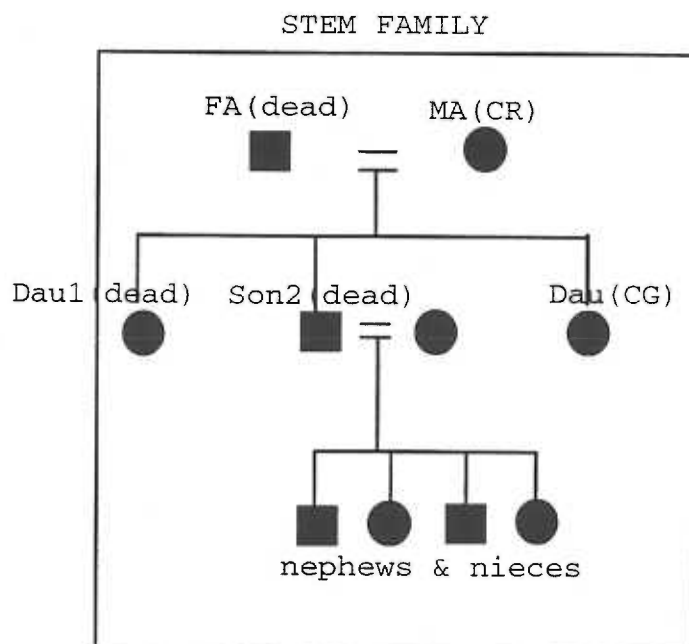 STEM FAMILY
FA(dead) MA(CR)
Dau1(dead) Son2(dead) Dau(CG)
nephews & nieces